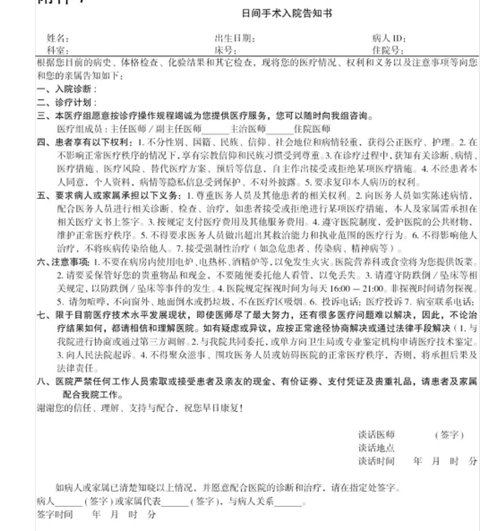 日间手术入院告知书
姓名： 出生日期： 病人 ID：
科室： 床号： 住院号：
根据您目前的病史、体格检查、化验结果和其它检查，现将您的医疗情况、权利和义务以及注意事项等向您
和您的亲属告知如下：
一、入院诊断：
二、诊疗计划：
三、本医疗组愿意按诊疗操作规程竭诚为您提供医疗服务，您可以随时向我组咨询。
医疗组成员：主任医师 / 副主任医师______主治医师______住院医师
四、患者享有以下权利：1. 不分性别、国籍、民族、信仰、社会地位和病情轻重，获得公正医疗、护理。2. 在
不影响正常医疗秩序的情况下，享有宗教信仰和民族习惯受到尊重。3. 在诊疗过程中，获知有关诊断、病情、
医疗措施、医疗风险、替代医疗方案、预后等信息，自主作出接受或拒绝某项医疗措施。4. 不经患者本
人同意，个人资料，病情等隐私信息受到保护、不对外披露。5. 要求复印本人病历的权利。
五、要求病人或家属承担以下义务：1. 尊重医务人员及其他患者的相关权利。2. 向医务人员如实陈述病情，
配合医务人员进行相关诊断、检查、治疗，如患者接受或拒绝进行某项医疗措施，本人及家属需承担在
相关医疗文书上签字。3. 按规定支付医疗费用及其他服务费用。4. 遵守医院制度，爱护医院的公共财物，
维护正常医疗秩序。5. 不得要求医务人员做出超出其救治能力和执业范围的医疗行为。6. 不得影响他人
治疗，不将疾病传染给他人。7. 接受强制性治疗（如急危患者、传染病、精神病等）。
六、注意事项：1. 不要在病房内使用电炉、电热杯、酒精炉等，以免发生火灾。医院营养科或食堂将为您提供饭菜。
2. 请要妥保管好您的贵重物品和现金，不要随便委托他人看管，以免丢失。3. 请遵守防跌倒 / 坠床等相
关规定，以防跌倒 / 坠床等事件的发生。4. 医院规定探视时间为每天 16:00－21:00。非探视时间请勿探视。
5. 请勿喧哗，不向窗外、地面倒水或扔垃圾，不在医疗区吸烟。6. 投诉电话：医疗投诉 7. 病室联系电话：
七、限于目前医疗技术水平发展现状，即使医师尽了最大努力，还有很多医疗问题难以解决，因此，不论治
疗结果如何，都请相信和理解医院。如有疑虑或异议，应按正常途径协商解决或通过法律手段解决（1. 与
我院进行协商或通过第三方调解。2. 与我院共同委托，或单方向卫生局或专业鉴定机构申请医疗技术鉴定。
3. 向人民法院起诉。4. 不得聚众滋事、围攻医务人员或妨碍医院的正常医疗秩序，否则，将承担后果及
法律责任。
八、医院严禁任何工作人员索取或接受患者及亲友的现金、有价证券、支付凭证及贵重礼品，请患者及家属
配合我院工作。
谢谢您的信任、理解、支持与配合，祝您早日康复！
谈话医师 （签字）
谈话地点
谈话时间 年 月 时 分
如病人或家属已清楚知晓以上情况，并愿意配合医院的诊断和治疗，请在指定处签字。
病人______（签字）或家属代表______（签字），与病人关系______。
签字时间 年 月 时 分